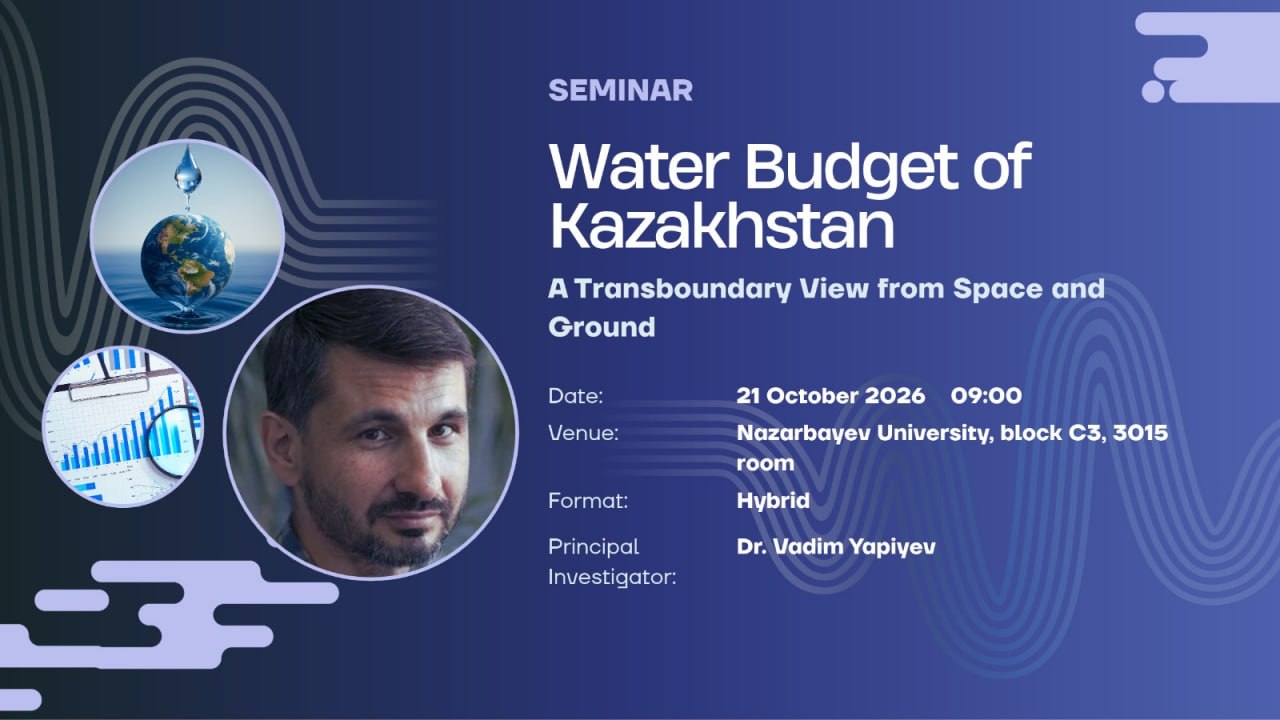 SEMINAR
Water Budget of
Kazakhstan
A Transboundary View from Space and
Ground
Date: 21 October 2026 09:00
Venue: Nazarbayev University, block C3, 3015
room
Format: Hybrid
Principal Dr. Vadim Yapiyev
Investigator: